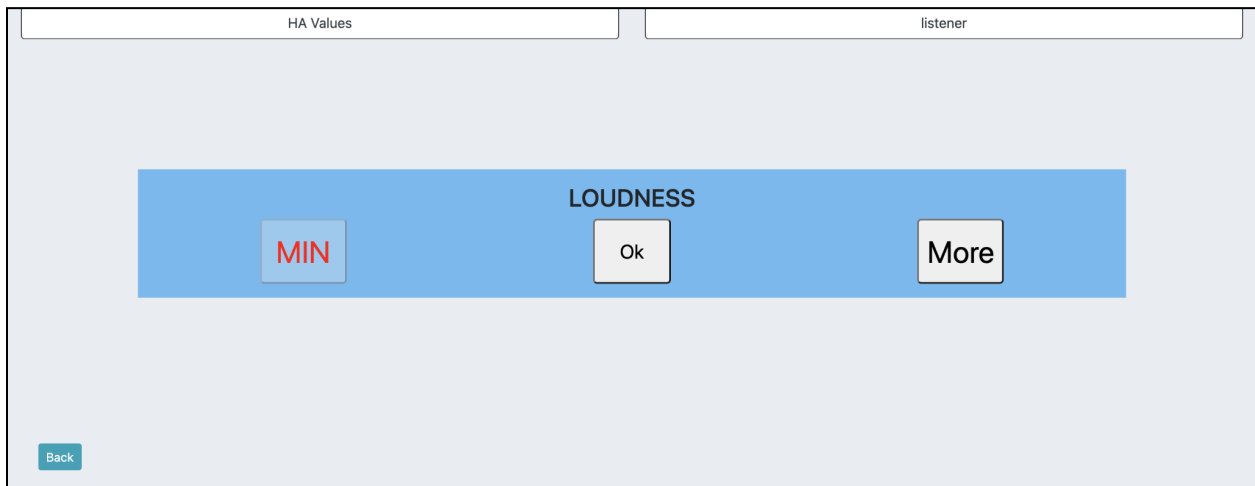 HA Values
listener
LOUDNESS
MIN
Ok
More
Back